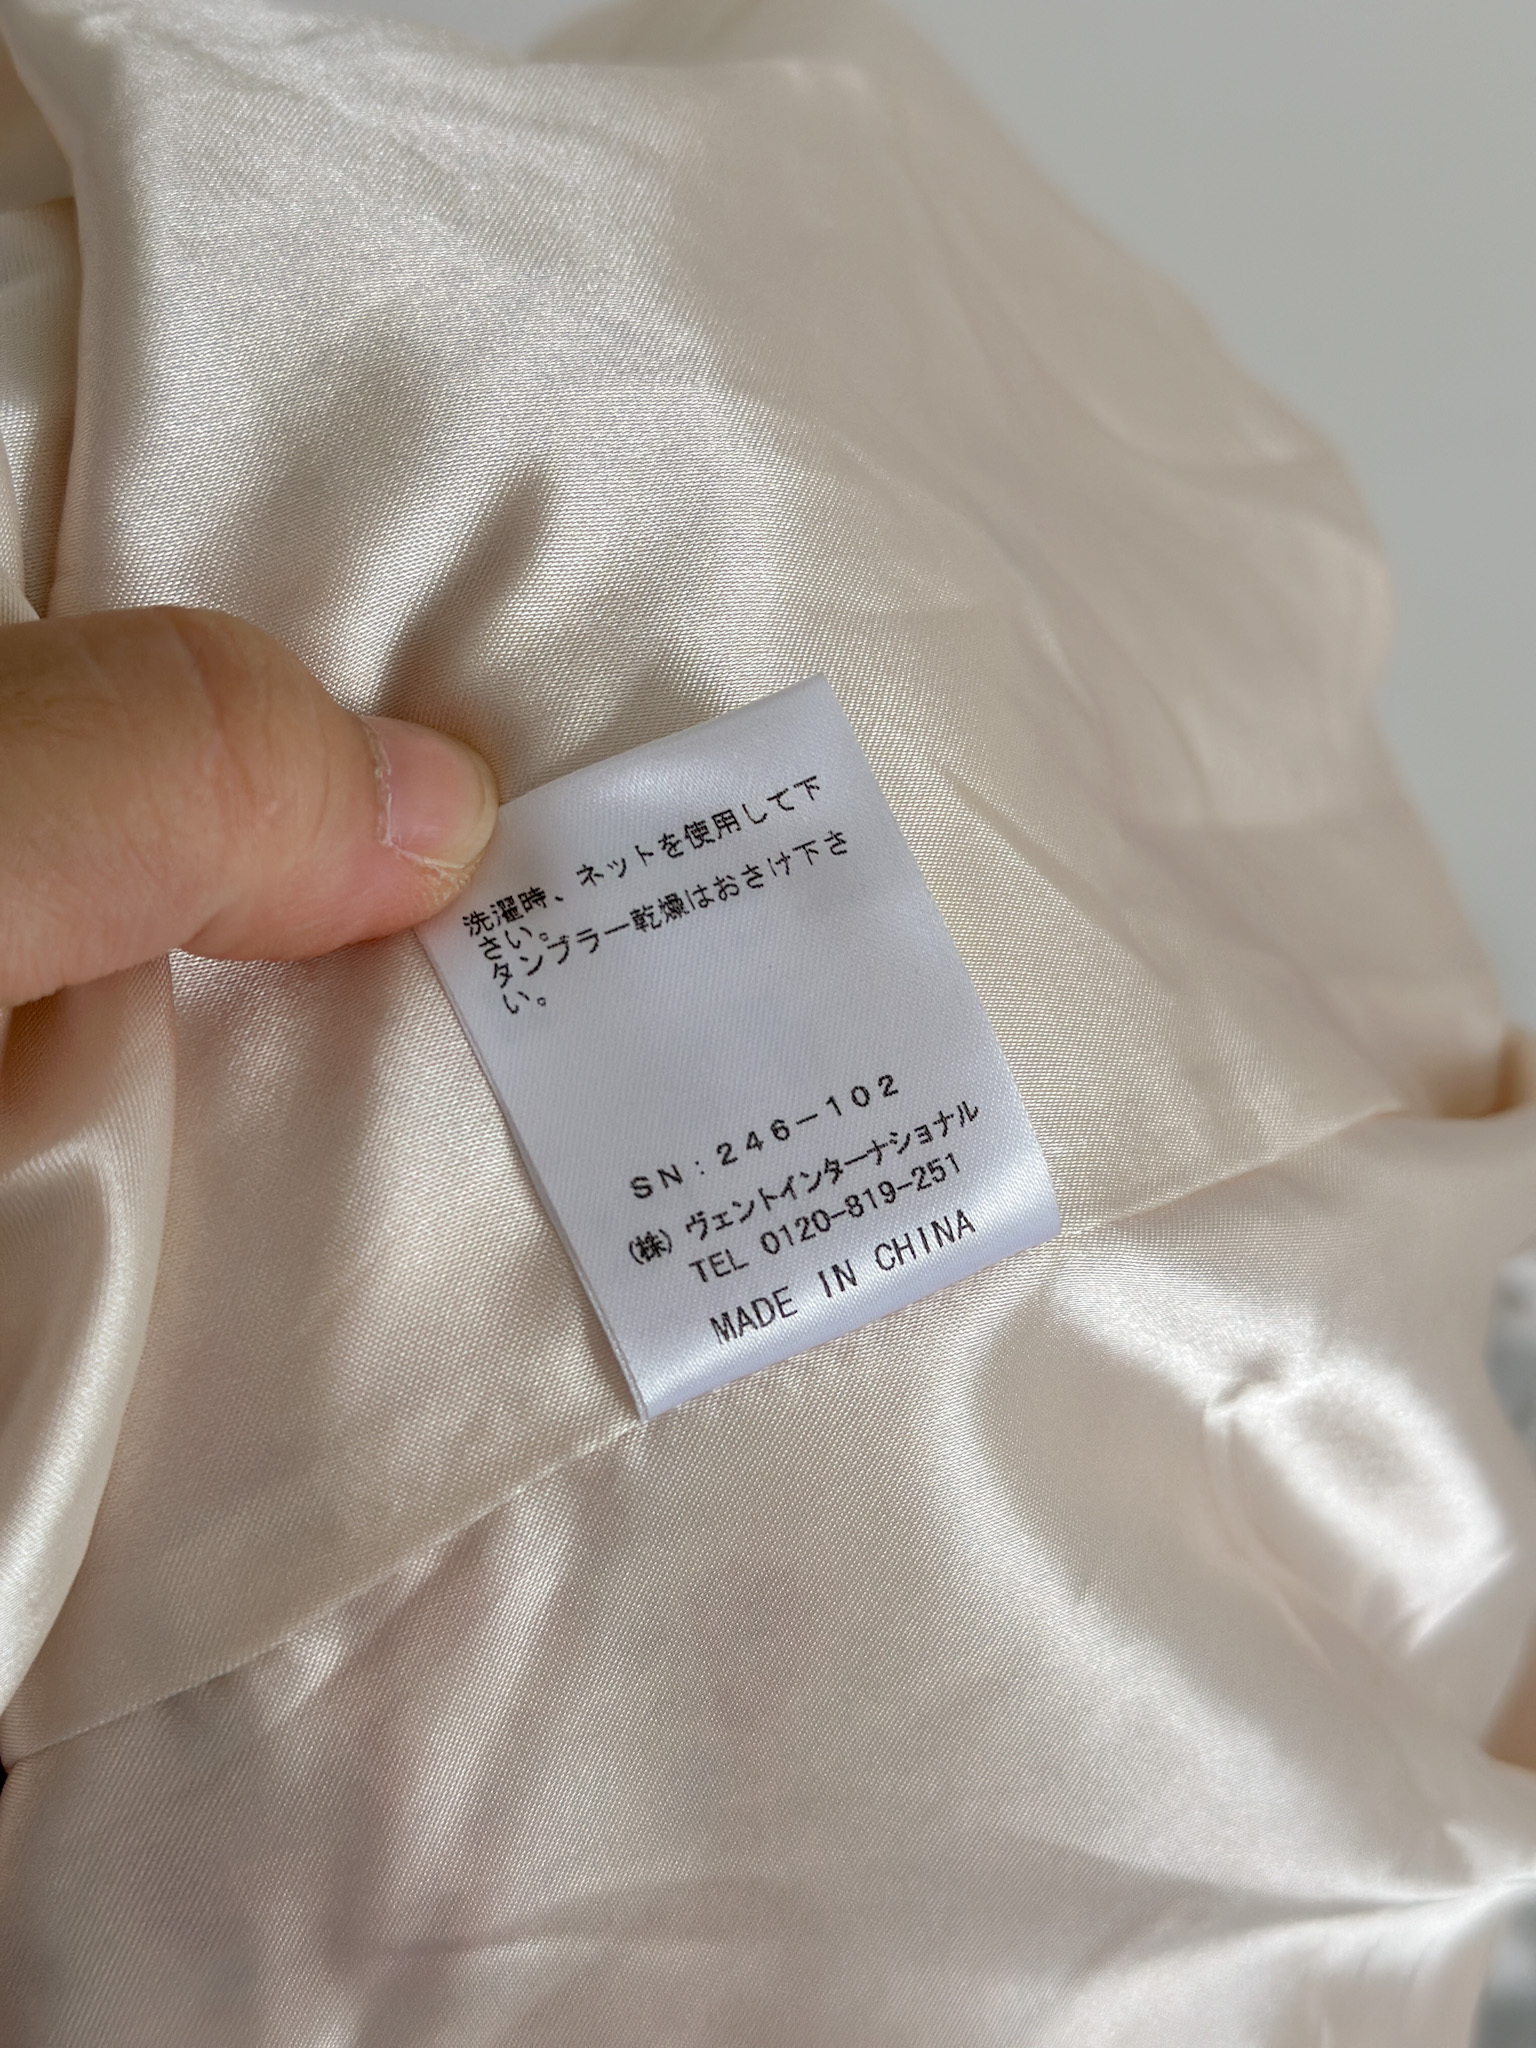 洗濯時、ネットを使用して下
さい。
タンブラー乾燥はおさけ下さ
い。
SN:246-102
(株)ヴェントインターナショナル
TEL 0120-819-251
MADE IN CHINA